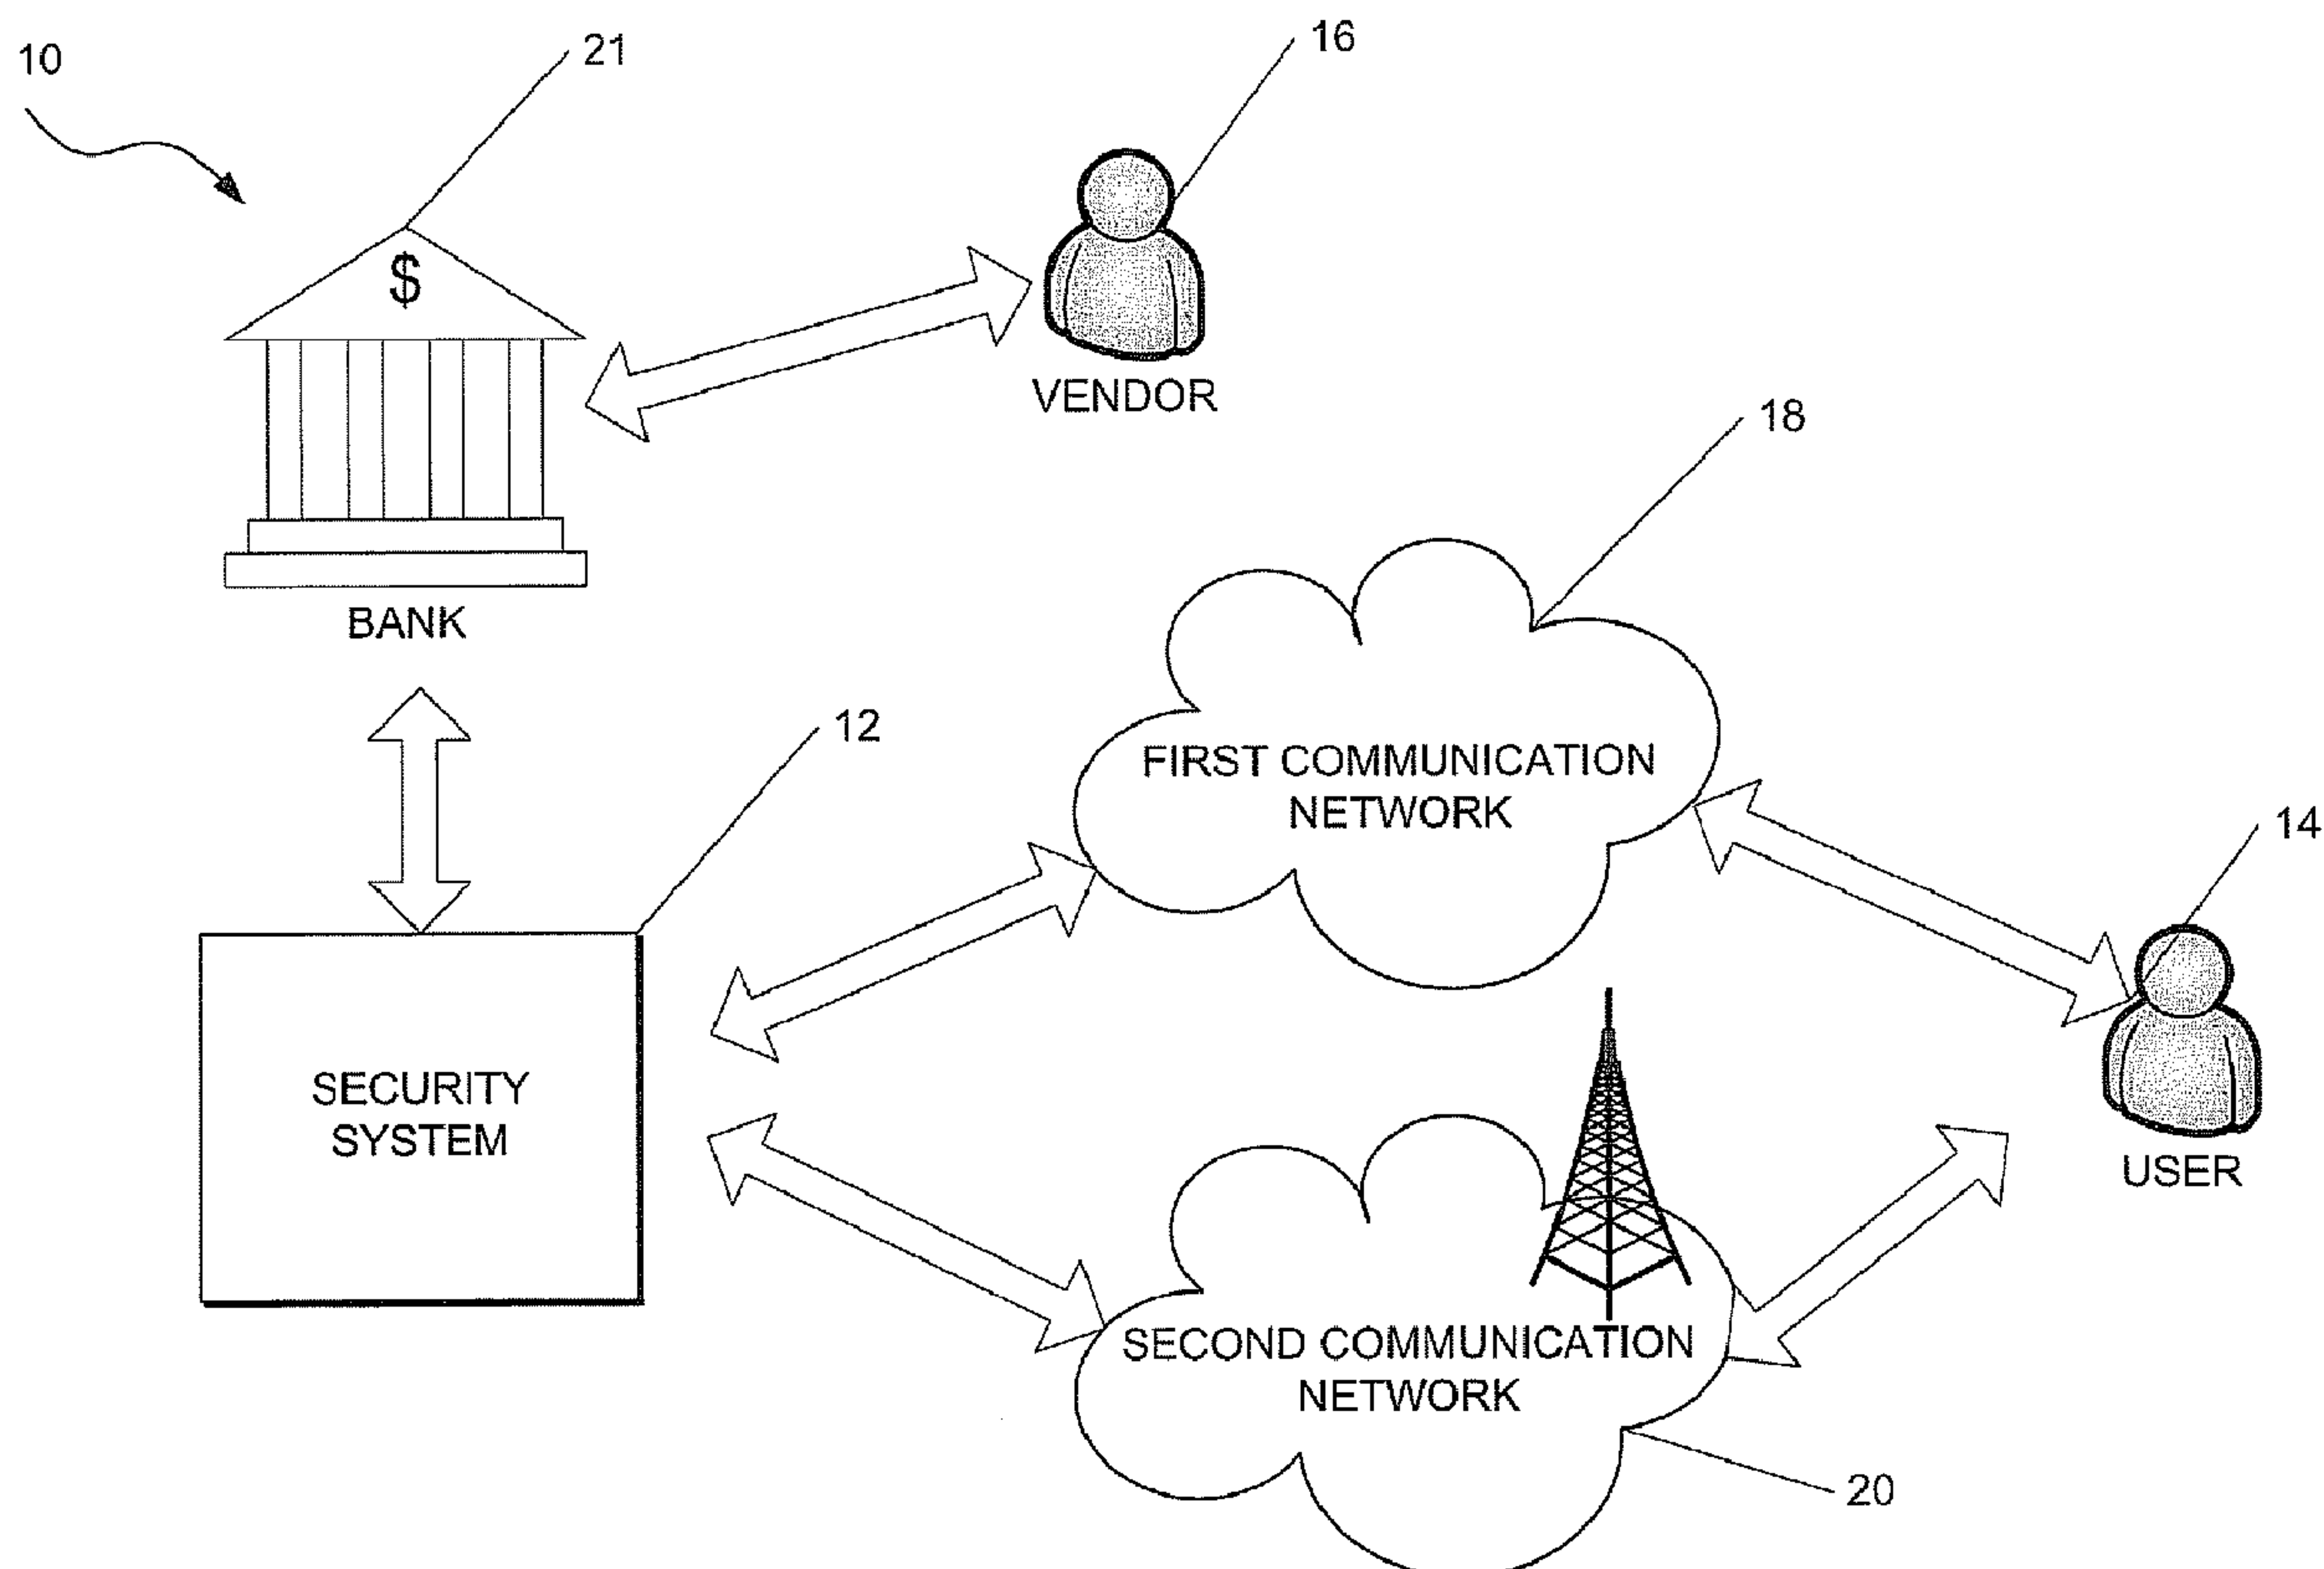 10
21
16
$
VENDOR
18
BANK
12
FIRST COMMUNICATION
NETWORK
14
SECURITY
SYSTEM
USER
SECOND COMMUNICATION
NETWORK
20